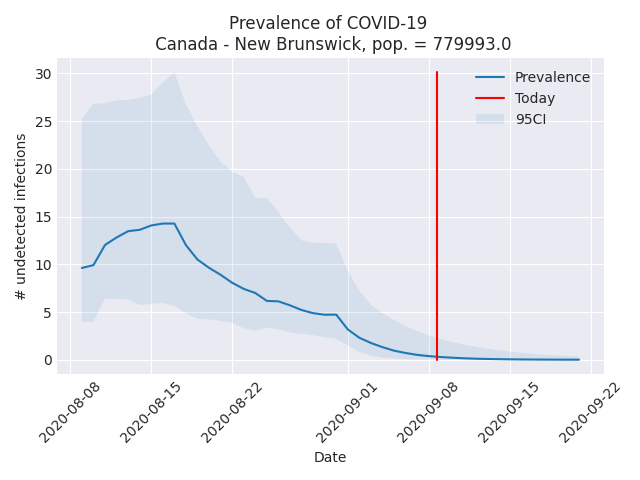 Prevalence of COVID-19
Canada - New Brunswick, pop. = 779993.0
# undetected infections
30
25
20
15
10
5
0
Prevalence
Today
95CI
2020-08-08
2020-08-15
2020-08-22
2020-09-01
2020-09-08
2020-09-15
2020-09-22
Date